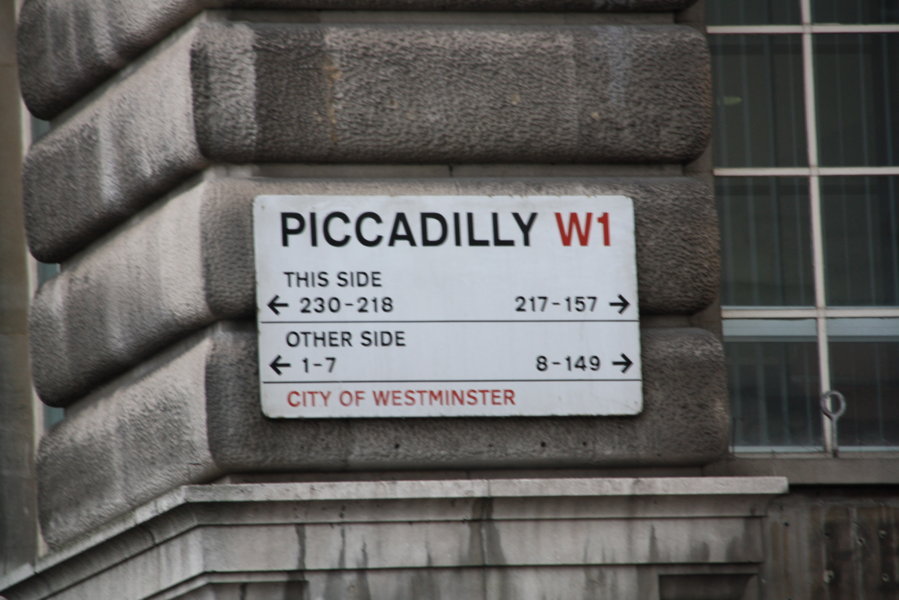 PICCADILLY W1
THIS SIDE
← 230-218 217-157 →
OTHER SIDE
← 1-7 8-149 →
CITY OF WESTMINSTER